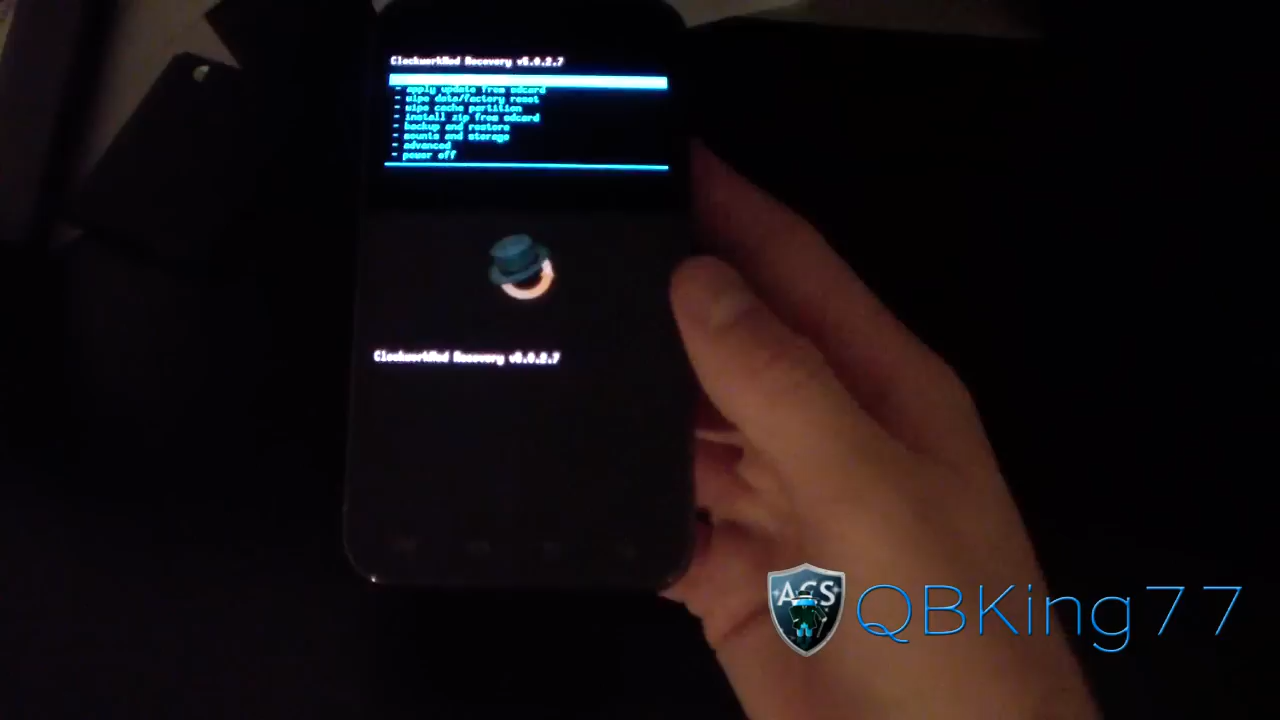 ClockworkMod Recovery v5.0.2.7
- apply update from sdcard
- wipe data/factory reset
- wipe cache partition
- install zip from sdcard
- backup and restore
- mounts and storage
- advanced
- power off
ClockworkMod Recovery v5.0.2.7
ACS
QBKing77